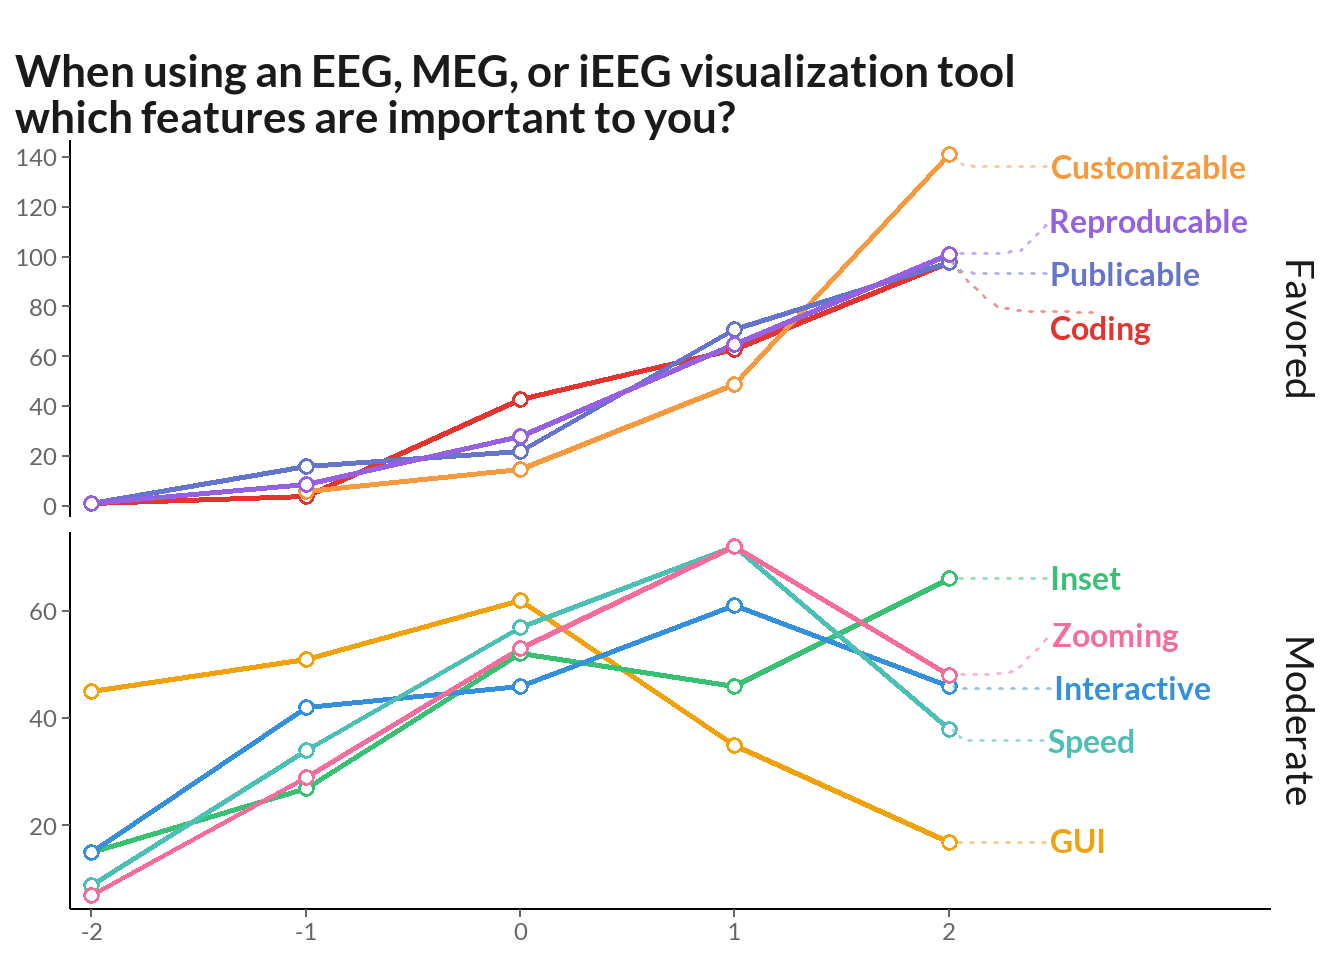 When using an EEG, MEG, or iEEG visualization tool
which features are important to you?
140
120
100
80
60
40
20
0
Customizable
Reproducable
Publicable
Coding
Favored
60
40
20
Inset
Zooming
Interactive
Speed
GUI
Moderate
-2
-1
0
1
2